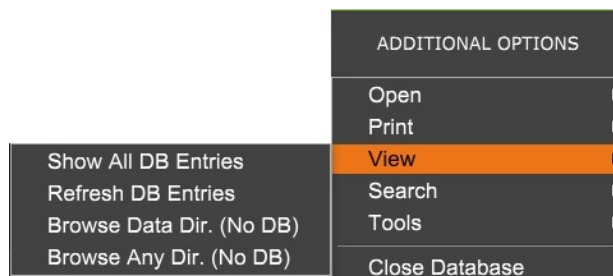 ADDITIONAL OPTIONS
Open
Print
View
Search
Tools
Close Database
Show All DB Entries
Refresh DB Entries
Browse Data Dir. (No DB)
Browse Any Dir. (No DB)